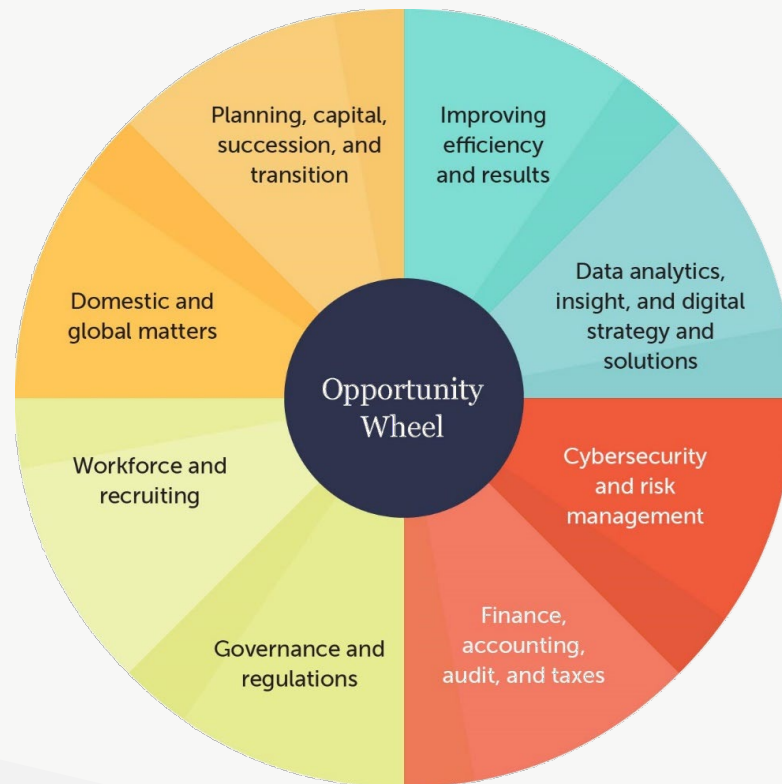 Planning, capital,
succession, and
transition
Improving
efficiency
and results
Data analytics,
insight, and digital
strategy and
solutions
Domestic and
global matters
Opportunity
Wheel
Cybersecurity
and risk
management
Workforce and
recruiting
Finance,
accounting,
audit, and taxes
Governance and
regulations